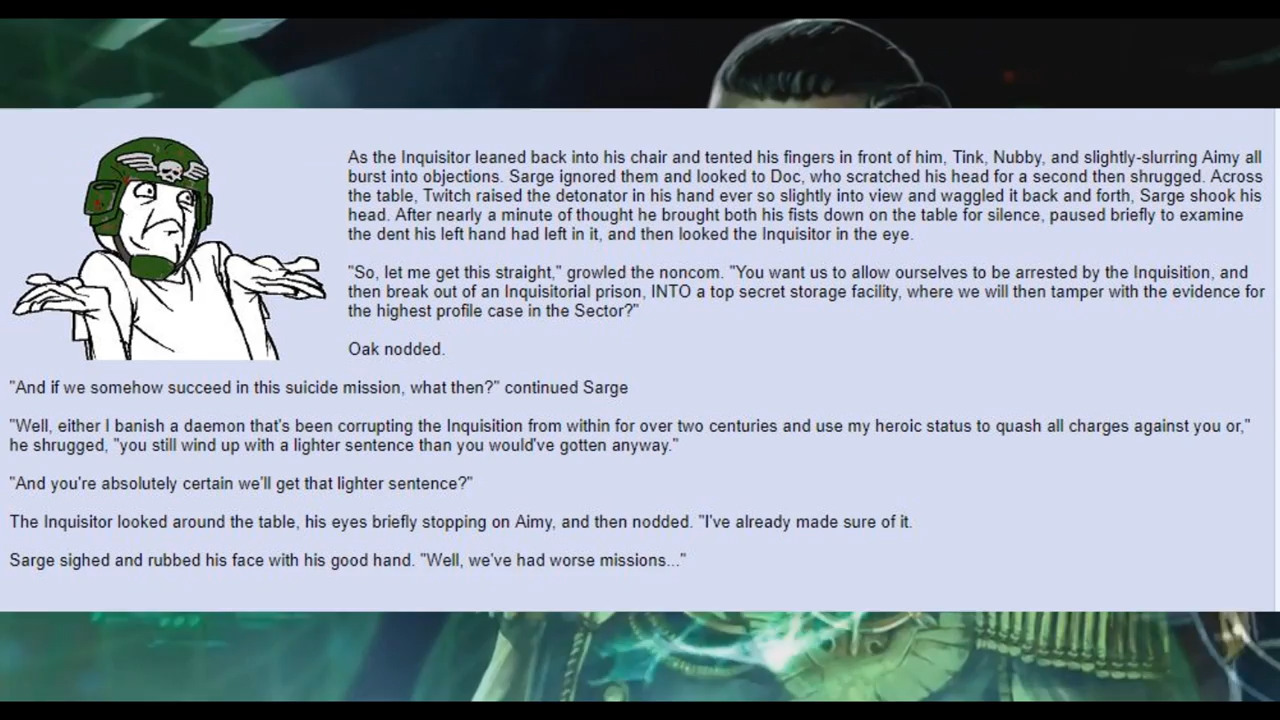 As the Inquisitor leaned back into his chair and tented his fingers in front of him, Tink, Nubby, and slightly-slurring Aimy all
burst into objections. Sarge ignored them and looked to Doc, who scratched his head for a second then shrugged. Across
the table, Twitch raised the detonator in his hand ever so slightly into view and waggled it back and forth, Sarge shook his
head. After nearly a minute of thought he brought both his fists down on the table for silence, paused briefly to examine
the dent his left hand had left in it, and then looked the Inquisitor in the eye.
"So, let me get this straight," growled the noncom. "You want us to allow ourselves to be arrested by the Inquisition, and
then break out of an Inquisitorial prison, INTO a top secret storage facility, where we will then tamper with the evidence for
the highest profile case in the Sector?"
Oak nodded.
"And if we somehow succeed in this suicide mission, what then?" continued Sarge
"Well, either I banish a daemon that's been corrupting the Inquisition from within for over two centuries and use my heroic status to quash all charges against you or,"
he shrugged, "you still wind up with a lighter sentence than you would've gotten anyway."
"And you're absolutely certain we'll get that lighter sentence?"
The Inquisitor looked around the table, his eyes briefly stopping on Aimy, and then nodded. "I've already made sure of it.
Sarge sighed and rubbed his face with his good hand. "Well, we've had worse missions..."